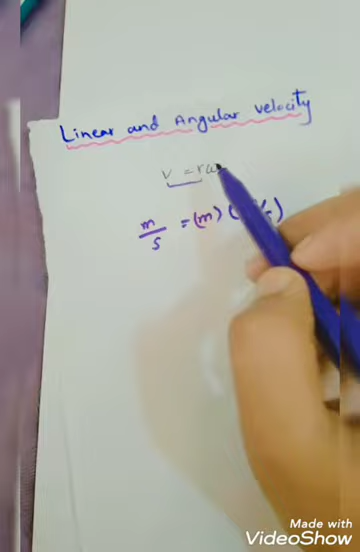 Linear and Angular velocity
v = rω
m/s = (m) (
Made with
VideoShow